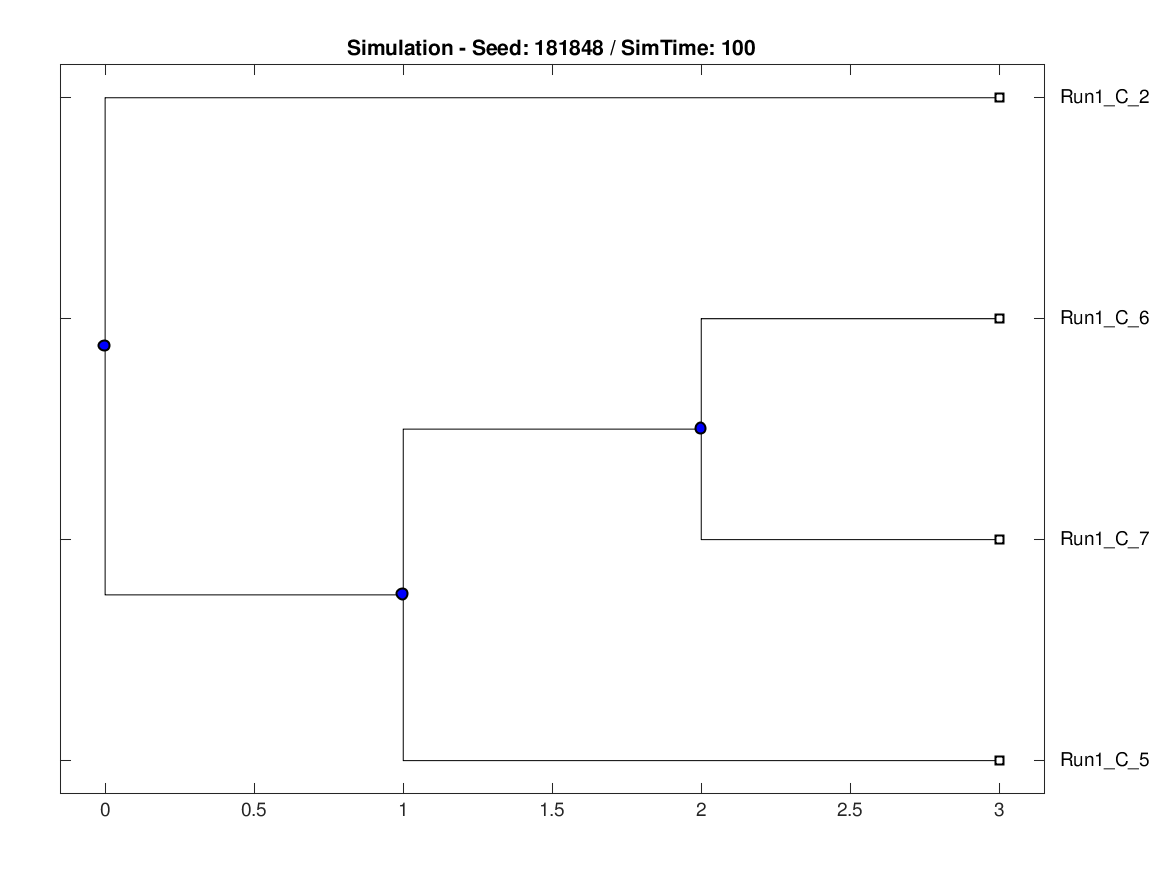 Simulation - Seed: 181848 / SimTime: 100
Run1_C_2
Run1_C_6
Run1_C_7
Run1_C_5
0 0.5 1 1.5 2 2.5 3